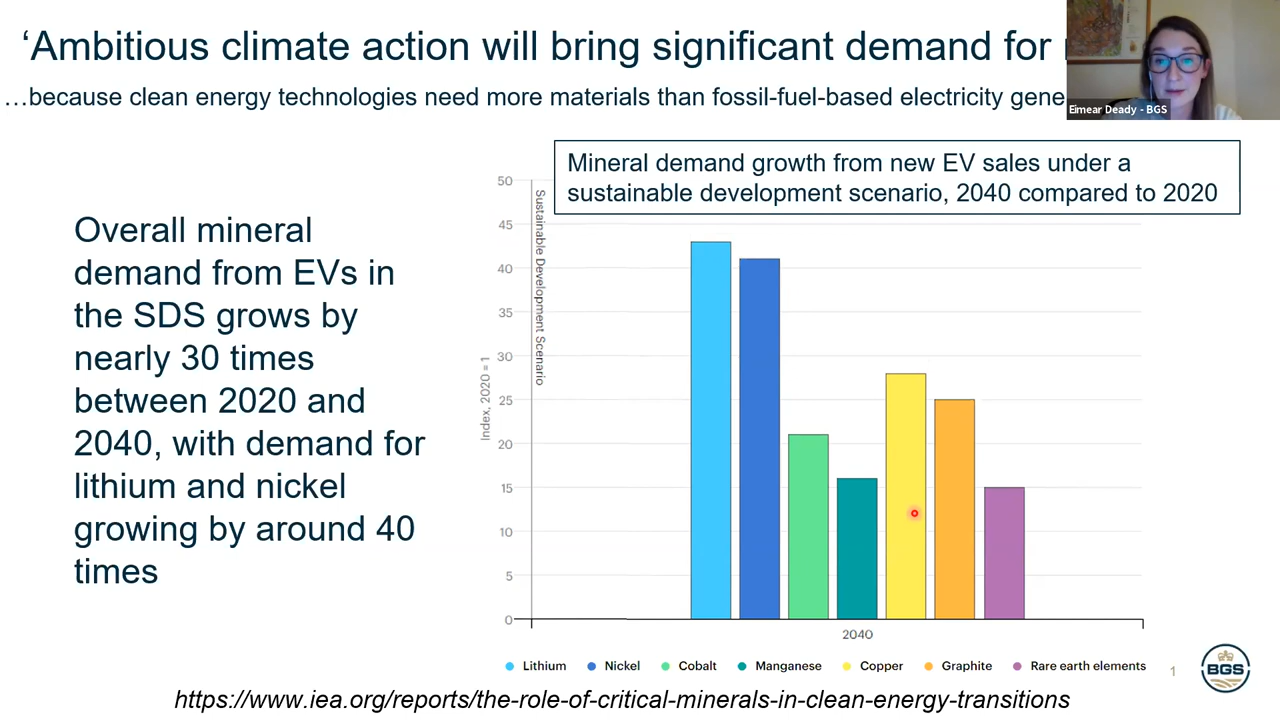 ‘Ambitious climate action will bring significant demand for
…because clean energy technologies need more materials than fossil-fuel-based electricity gene
Eimear Deady - BGS
Mineral demand growth from new EV sales under a
sustainable development scenario, 2040 compared to 2020
Overall mineral
demand from EVs in
the SDS grows by
nearly 30 times
between 2020 and
2040, with demand for
lithium and nickel
growing by around 40
times
Index, 2020 = 1
50
45
40
35
30
25
20
15
10
5
0
Sustainable Development Scenario
2040
Lithium Nickel Cobalt Manganese Copper Graphite Rare earth elements
1
BGS
https://www.iea.org/reports/the-role-of-critical-minerals-in-clean-energy-transitions